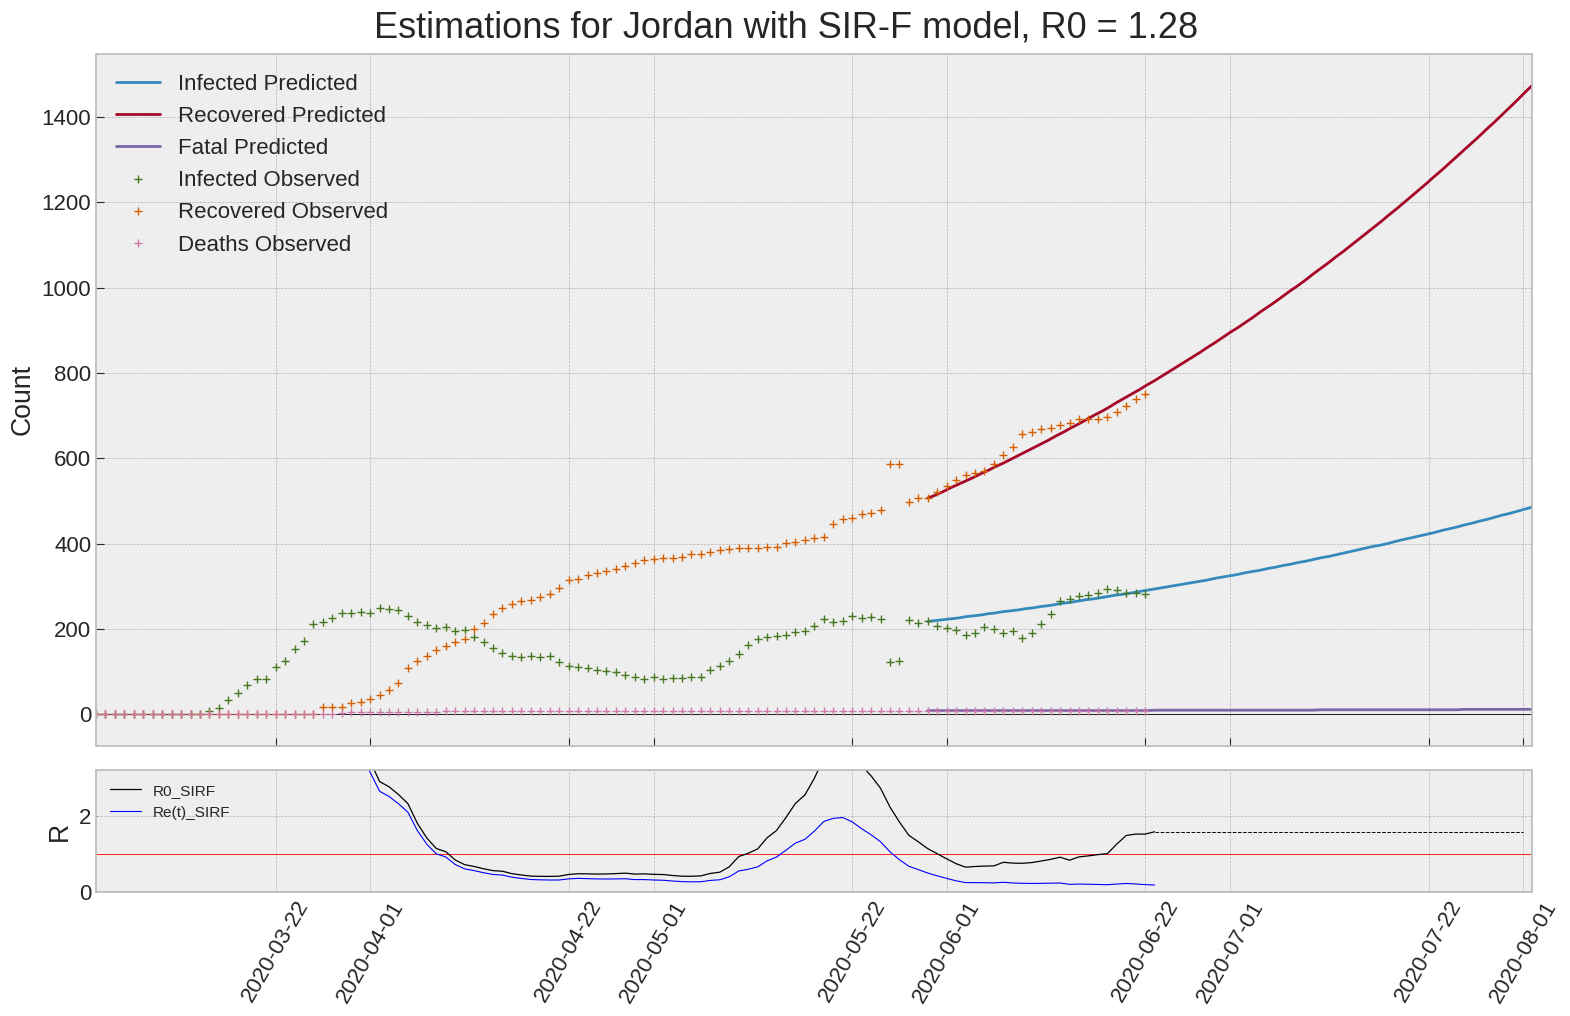 Estimations for Jordan with SIR-F model, R0 = 1.28
Infected Predicted
Recovered Predicted
Fatal Predicted
Infected Observed
Recovered Observed
Deaths Observed
Count
1400
1200
1000
800
600
400
200
0
R0_SIRF
Re(t)_SIRF
R
2
0
2020-03-22
2020-04-01
2020-04-22
2020-05-01
2020-05-22
2020-06-01
2020-06-22
2020-07-01
2020-07-22
2020-08-01